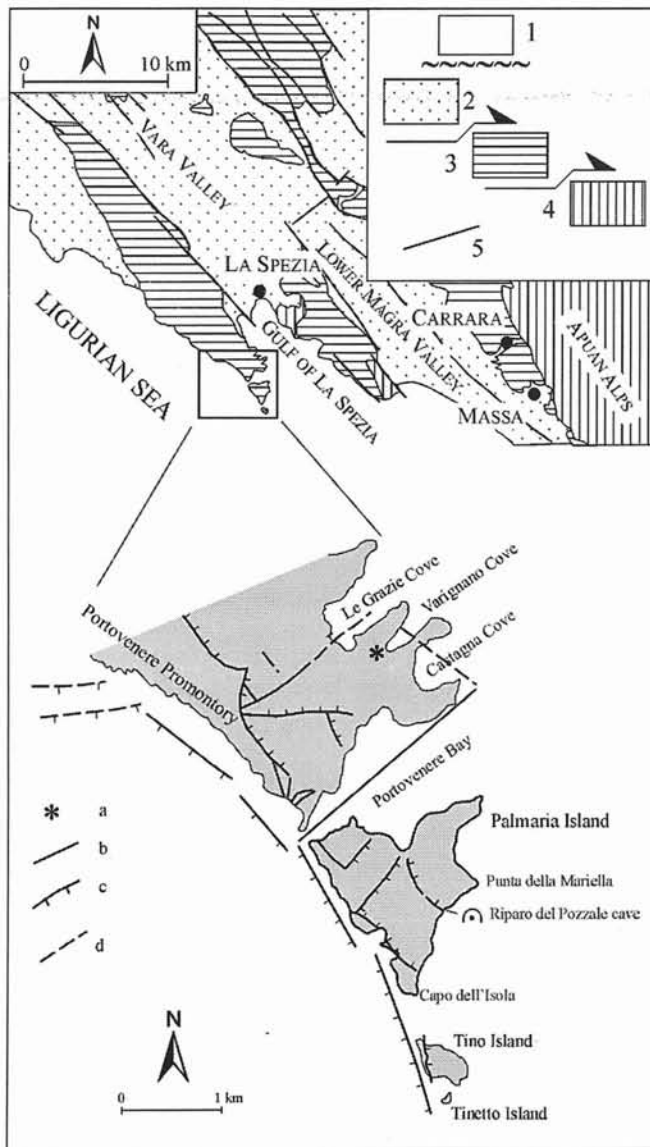 N
0 10 km
1
2
3
4
5
VARA VALLEY
LA SPEZIA
LOWER MAGRA VALLEY
CARRARA
APUAN ALPS
LIGURIAN SEA
GULF OF LA SPEZIA
MASSA
Le Grazie Cove
Varignano Cove
Castagna Cove
Portovenere Promontory
*
Portovenere Bay
* a
b
c
d
Palmaria Island
Punta della Mariella
Riparo del Pozzale cave
Capo dell'Isola
N
Tino Island
0 1 km
Tinetto Island